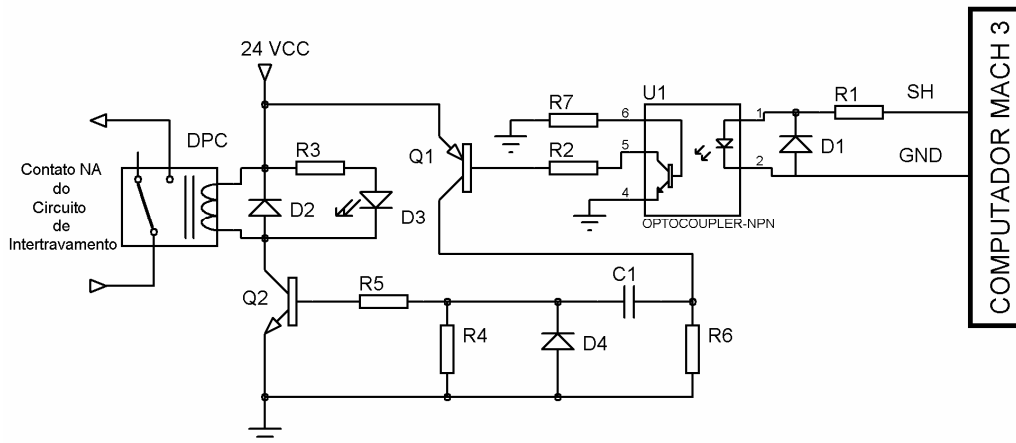 24 VCC
U1
R7
6
1
R1
SH
DPC
Q1
R2
5
D1
R3
GND
2
4
Contato NA
do
Circuito
de
Intertravamento
D2
D3
OPTOCOUPLER-NPN
COMPUTADOR MACH 3
Q2
R5
C1
R4
D4
R6